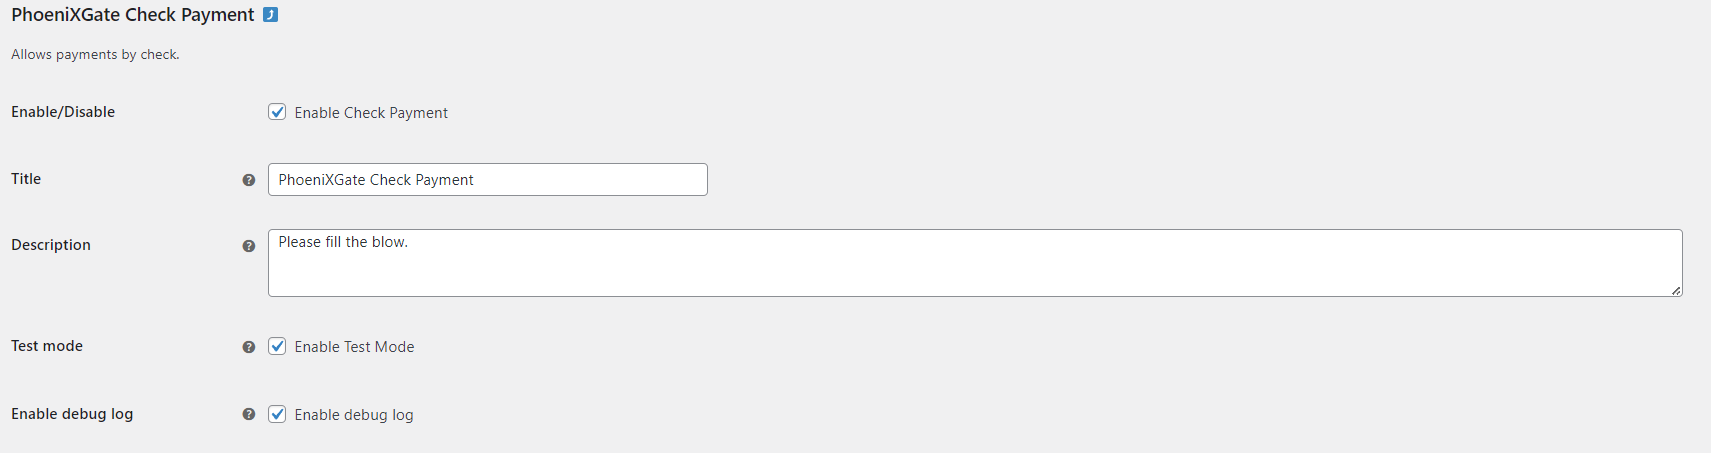 PhoeniXGate Check Payment ⤴
Allows payments by check.
Enable/Disable Enable Check Payment
Title PhoeniXGate Check Payment
Description Please fill the blow.
Test mode Enable Test Mode
Enable debug log Enable debug log